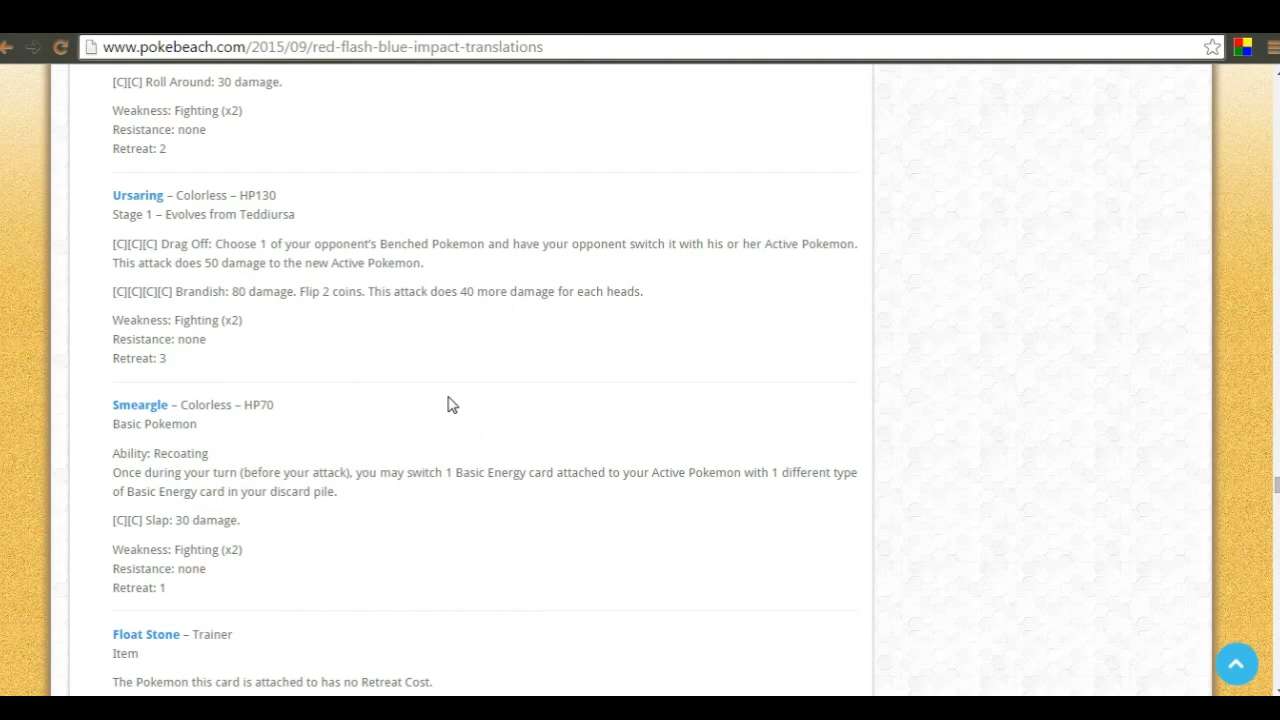 www.pokebeach.com/2015/09/red-flash-blue-impact-translations
[C][C] Roll Around: 30 damage.
Weakness: Fighting (x2)
Resistance: none
Retreat: 2
Ursaring – Colorless – HP130
Stage 1 – Evolves from Teddiursa
[C][C][C] Drag Off: Choose 1 of your opponent's Benched Pokemon and have your opponent switch it with his or her Active Pokemon.
This attack does 50 damage to the new Active Pokemon.
[C][C][C][C] Brandish: 80 damage. Flip 2 coins. This attack does 40 more damage for each heads.
Weakness: Fighting (x2)
Resistance: none
Retreat: 3
Smeargle – Colorless – HP70
Basic Pokemon
Ability: Recoating
Once during your turn (before your attack), you may switch 1 Basic Energy card attached to your Active Pokemon with 1 different type
of Basic Energy card in your discard pile.
[C][C] Slap: 30 damage.
Weakness: Fighting (x2)
Resistance: none
Retreat: 1
Float Stone – Trainer
Item
The Pokemon this card is attached to has no Retreat Cost.